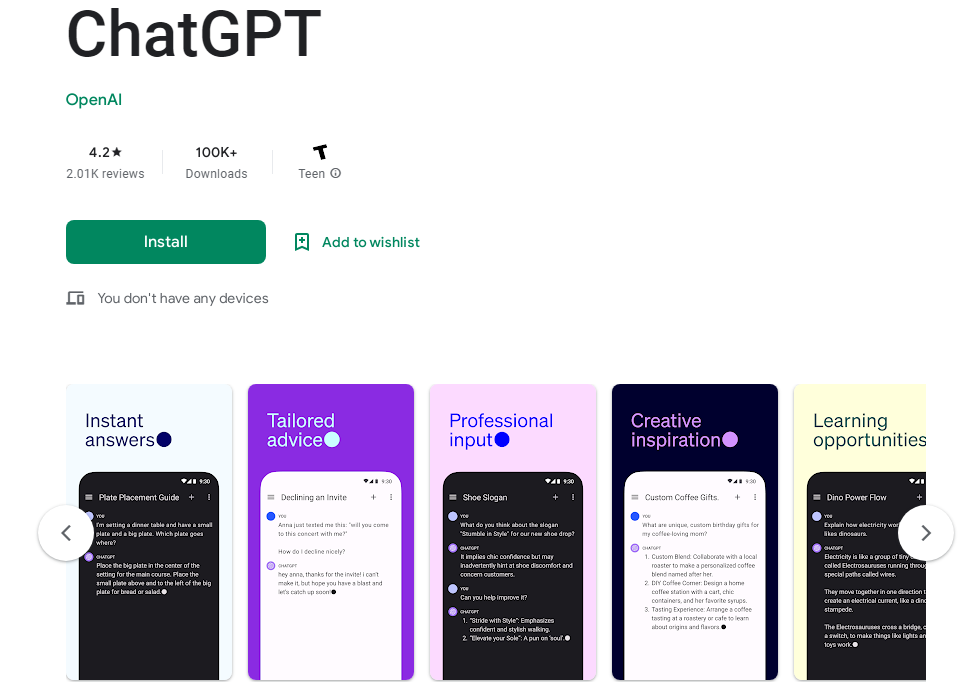 ChatGPT
OpenAI
4.2★
100K+
2.01K reviews
Downloads
Teen
Install
Add to wishlist
You don't have any devices
Instant
answers
9:30
Plate Placement Guide
YOU
I'm setting a dinner table and have a small
plate and a big plate. Which plate goes
where?
CHATGPT
Place the big plate in the center of the
setting for the main course. Place the
small plate above and to the left of the big
plate for bread or salad.
Tailored
advice
9:30
Declining an Invite
YOU
Anna just texted me this: "will you come
to this concert with me?"
How do I decline nicely?
CHATGPT
hey anna, thanks for the invite! i can't
make it, but hope you have a blast and
let's catch up soon!
Professional
input
9:30
Shoe Slogan
YOU
What do you think about the slogan
"Stumble in Style" for our new shoe drop?
CHATGPT
It implies chic confidence but may
inadvertently hint at shoe discomfort and
concern customers.
YOU
Can you help improve it?
CHATGPT
1. "Stride with Style": Emphasizes
confident and stylish walking.
2. "Elevate your Sole": A pun on 'soul'.
Creative
inspiration
9:30
Custom Coffee Gifts.
YOU
What are unique, custom birthday gifts for
my coffee-loving mom?
CHATGPT
1. Custom Blend: Collaborate with a local
roaster to make a personalized coffee
blend named after her.
2. DIY Coffee Corner: Design a home
coffee station with a cart, chic
containers, and her favorite syrups.
3. Tasting Experience: Arrange a coffee
tasting at a roastery or cafe to learn
about origins and flavors.
Learning
opportunities
Dino Power Flow
YOU
Explain how electricity
likes dinosaurs.
CHATGPT
Electricity is like a group of tiny
called Electrosauruses running
special paths called wires.
They move together in one direction
create an electrical current, like a
stampede.
The Electrosauruses cross a bridge,
a switch, to make things like lights
toys work.